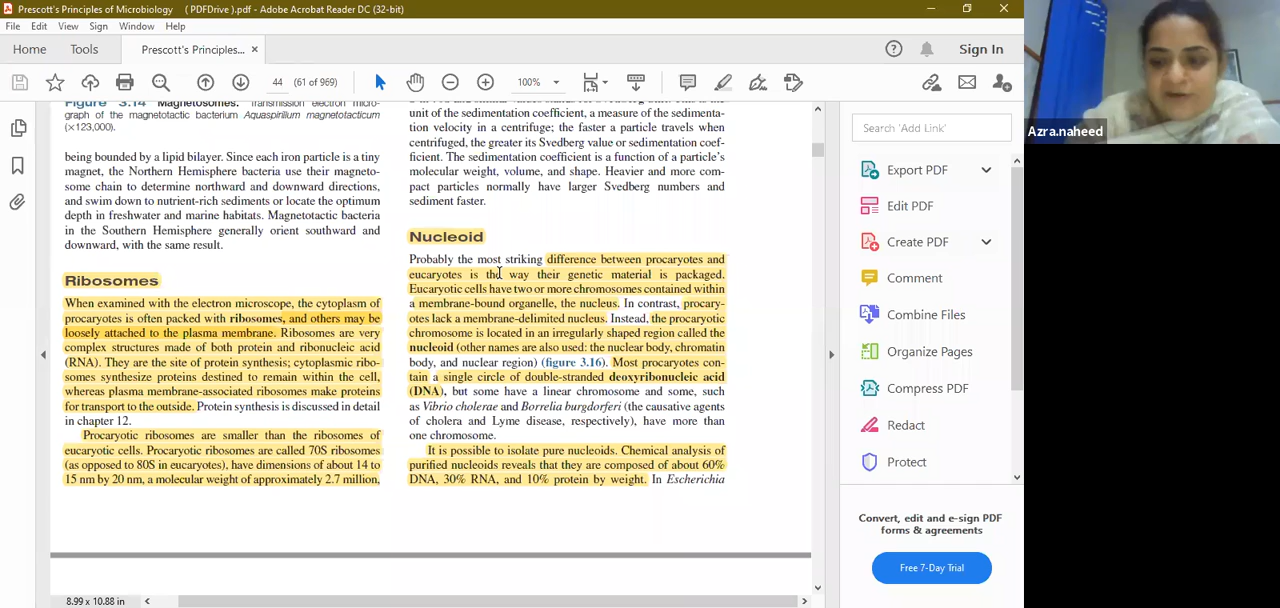 Prescott's Principles of Microbiology ( PDFDrive ).pdf - Adobe Acrobat Reader DC (32-bit)
File Edit View Sign Window Help
Home Tools Prescott's Principles... ×
Sign In
44 (61 of 969)
100%
Figure 3.14 Magnetosomes. Transmission electron micro-
graph of the magnetotactic bacterium Aquaspirillum magnetotacticum
(×123,000).
being bounded by a lipid bilayer. Since each iron particle is a tiny
magnet, the Northern Hemisphere bacteria use their magneto-
some chain to determine northward and downward directions,
and swim down to nutrient-rich sediments or locate the optimum
depth in freshwater and marine habitats. Magnetotactic bacteria
in the Southern Hemisphere generally orient southward and
downward, with the same result.
Ribosomes
When examined with the electron microscope, the cytoplasm of
procaryotes is often packed with ribosomes, and others may be
loosely attached to the plasma membrane. Ribosomes are very
complex structures made of both protein and ribonucleic acid
(RNA). They are the site of protein synthesis; cytoplasmic ribo-
somes synthesize proteins destined to remain within the cell,
whereas plasma membrane-associated ribosomes make proteins
for transport to the outside. Protein synthesis is discussed in detail
in chapter 12.
Procaryotic ribosomes are smaller than the ribosomes of
eucaryotic cells. Procaryotic ribosomes are called 70S ribosomes
(as opposed to 80S in eucaryotes), have dimensions of about 14 to
15 nm by 20 nm, a molecular weight of approximately 2.7 million,
unit of the sedimentation coefficient, a measure of the sedimenta-
tion velocity in a centrifuge; the faster a particle travels when
centrifuged, the greater its Svedberg value or sedimentation coef-
ficient. The sedimentation coefficient is a function of a particle's
molecular weight, volume, and shape. Heavier and more com-
pact particles normally have larger Svedberg numbers and
sediment faster.
Nucleoid
Probably the most striking difference between procaryotes and
eucaryotes is the way their genetic material is packaged.
Eucaryotic cells have two or more chromosomes contained within
a membrane-bound organelle, the nucleus. In contrast, procary-
otes lack a membrane-delimited nucleus. Instead, the procaryotic
chromosome is located in an irregularly shaped region called the
nucleoid (other names are also used: the nuclear body, chromatin
body, and nuclear region) (figure 3.16). Most procaryotes con-
tain a single circle of double-stranded deoxyribonucleic acid
(DNA), but some have a linear chromosome and some, such
as Vibrio cholerae and Borrelia burgdorferi (the causative agents
of cholera and Lyme disease, respectively), have more than
one chromosome.
It is possible to isolate pure nucleoids. Chemical analysis of
purified nucleoids reveals that they are composed of about 60%
DNA, 30% RNA, and 10% protein by weight. In Escherichia
8.99 x 10.88 in
Search 'Add Link'
Export PDF
Edit PDF
Create PDF
Comment
Combine Files
Organize Pages
Compress PDF
Redact
Protect
Convert, edit and e-sign PDF
forms & agreements
Free 7-Day Trial
Azra.naheed